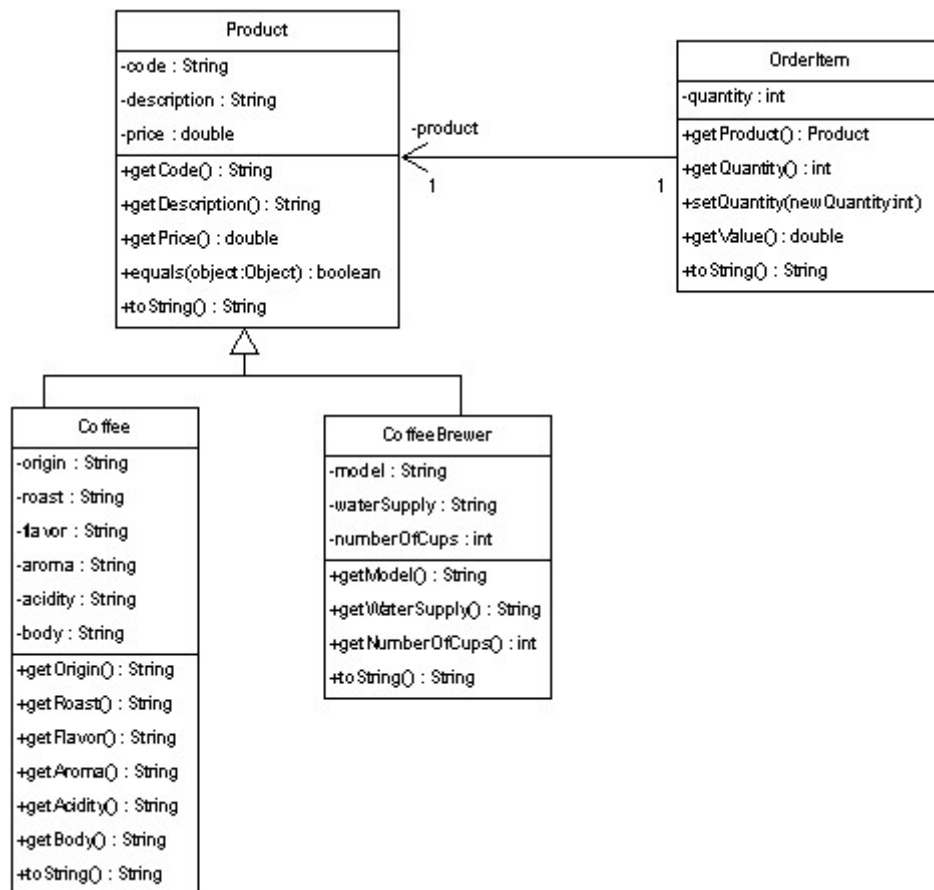 Product
-code : String
-description : String
-price : double
+getCode() : String
+getDescription() : String
+getPrice() : double
+equals(object:Object) : boolean
+toString() : String
-product
1
1
OrderItem
-quantity : int
+getProduct() : Product
+getQuantity() : int
+setQuantity(newQuantity:int)
+getValue() : double
+toString() : String
Coffee
-origin : String
-roast : String
-flavor : String
-aroma : String
-acidity : String
-body : String
+getOrigin() : String
+getRoast() : String
+getFlavor() : String
+getAroma() : String
+getAcidity() : String
+getBody() : String
+toString() : String
CoffeeBrewer
-model : String
-waterSupply : String
-numberOfCups : int
+getModel() : String
+getWaterSupply() : String
+getNumberOfCups() : int
+toString() : String